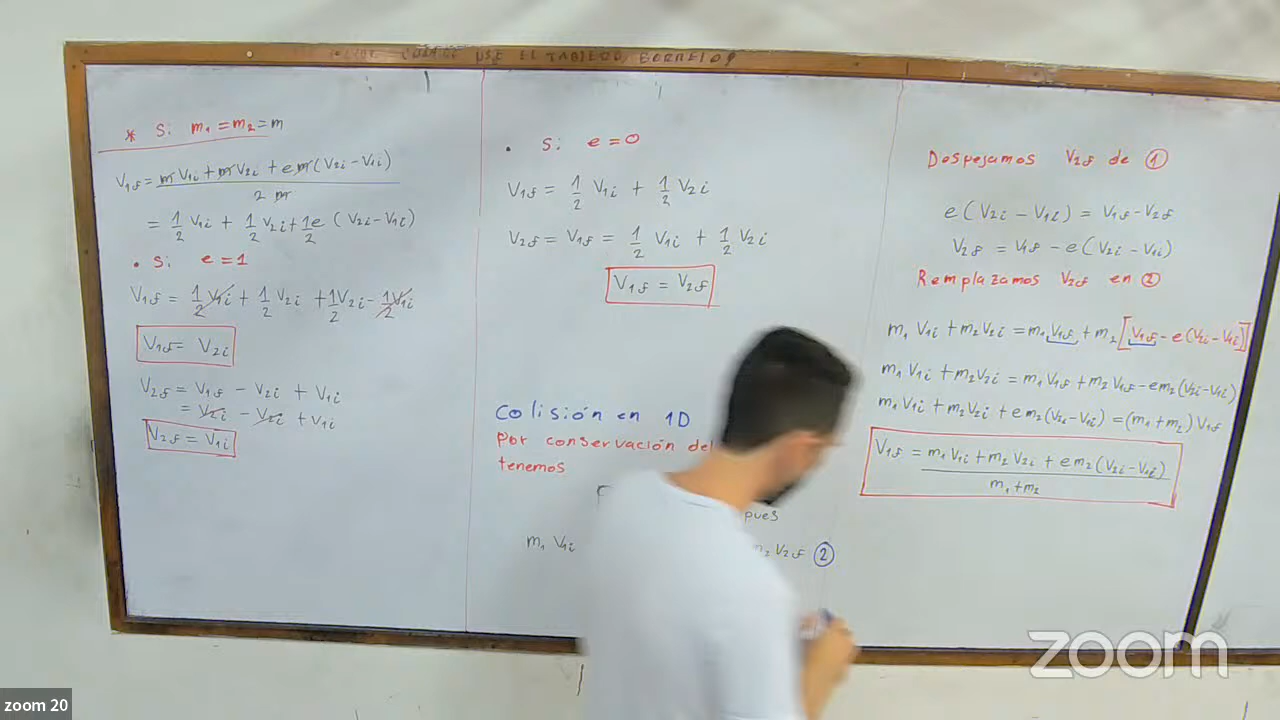 USE EL TABLERO,
* Si m₁ = m₂ = m
V₁f = m V₁i + m V₂i + e m (V₂i - V₁i)
2 m
= 1/2 V₁i + 1/2 V₂i + 1/2 e (V₂i - V₁i)
• Si e = 1
V₁f = 1/2 V₁i + 1/2 V₂i + 1/2 V₂i - 1/2 V₁i
V₁f = V₂i
V₂f = V₁f - V₂i + V₁i
= V₂i - V₂i + V₁i
V₂f = V₁i
• Si e = 0
V₁f = 1/2 V₁i + 1/2 V₂i
V₂f = V₁f = 1/2 V₁i + 1/2 V₂i
V₁f = V₂f
Colisión en 1D
Por conservación del
tenemos
pues
m₁ V₁i m₂ V₂f ②
Despejamos V₂f de ①
e (V₂i - V₁i) = V₁f - V₂f
V₂f = V₁f - e (V₂i - V₁i)
Remplazamos V₂f en ②
m₁ V₁i + m₂ V₂i = m₁ V₁f + m₂ [V₁f - e (V₂i - V₁i)]
m₁ V₁i + m₂ V₂i = m₁ V₁f + m₂ V₁f - e m₂ (V₂i - V₁i)
m₁ V₁i + m₂ V₂i + e m₂ (V₂i - V₁i) = (m₁ + m₂) V₁f
V₁f = m₁ V₁i + m₂ V₂i + e m₂ (V₂i - V₁i)
m₁ + m₂
zoom
zoom 20